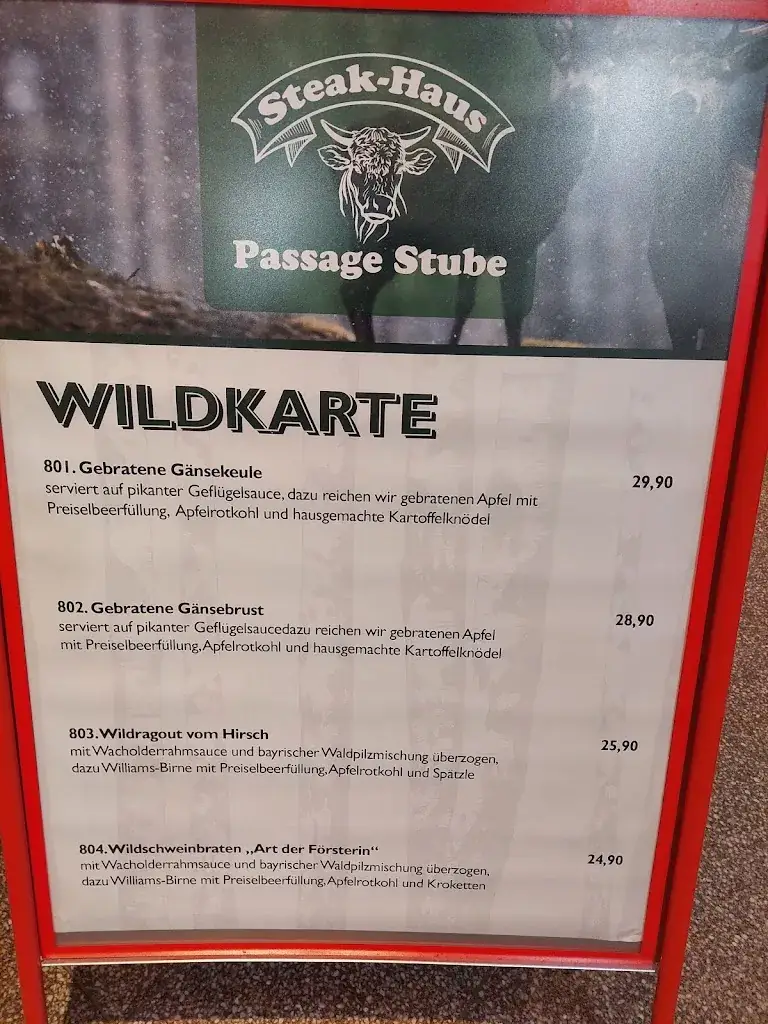 Steak-Haus
Passage Stube
WILDKARTE
801. Gebratene Gänsekeule 29,90
serviert auf pikanter Geflügelsauce, dazu reichen wir gebratenen Apfel mit
Preiselbeerfüllung, Apfelrotkohl und hausgemachte Kartoffelknödel
802. Gebratene Gänsebrust 28,90
serviert auf pikanter Geflügelsaucedazu reichen wir gebratenen Apfel
mit Preiselbeerfüllung,Apfelrotkohl und hausgemachte Kartoffelknödel
803.Wildragout vom Hirsch 25,90
mit Wacholderrahmsauce und bayrischer Waldpilzmischung überzogen,
dazu Williams-Birne mit Preiselbeerfüllung,Apfelrotkohl und Spätzle
804.Wildschweinbraten „Art der Försterin“ 24,90
mit Wacholderrahmsauce und bayrischer Waldpilzmischung überzogen,
dazu Williams-Birne mit Preiselbeerfüllung,Apfelrotkohl und Kroketten